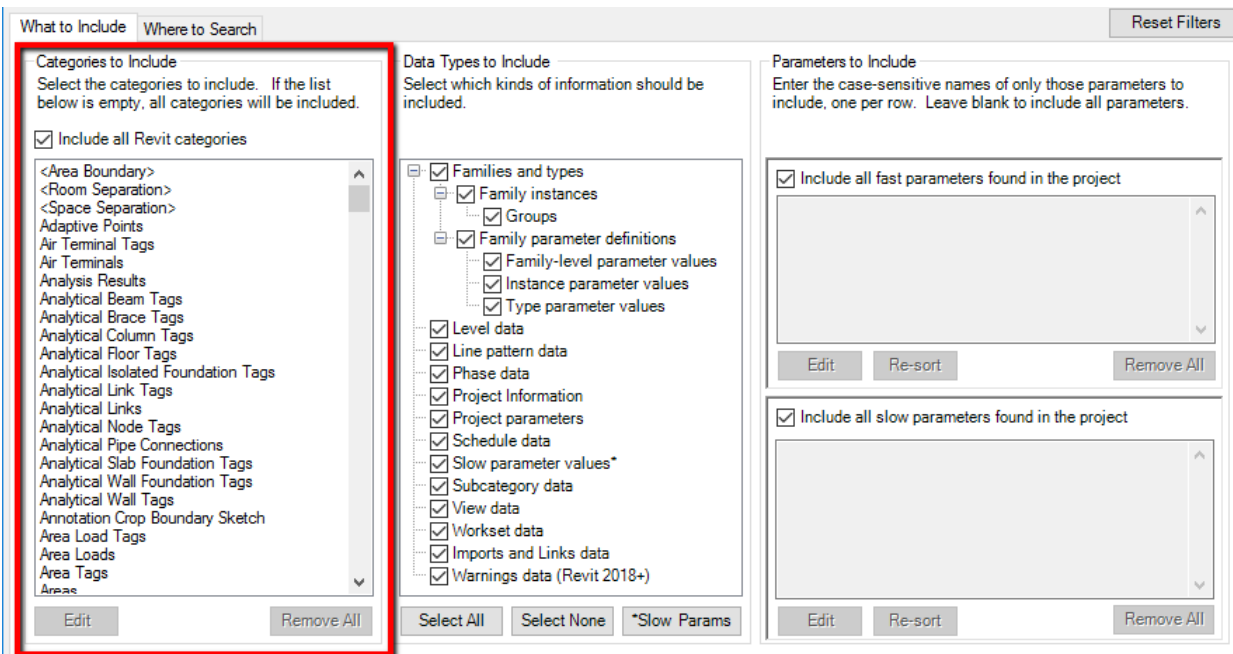 What to Include
Where to Search
Reset Filters
Categories to Include
Select the categories to include. If the list
below is empty, all categories will be included.
Include all Revit categories
<Area Boundary>
<Room Separation>
<Space Separation>
Adaptive Points
Air Terminal Tags
Air Terminals
Analysis Results
Analytical Beam Tags
Analytical Brace Tags
Analytical Column Tags
Analytical Floor Tags
Analytical Isolated Foundation Tags
Analytical Link Tags
Analytical Links
Analytical Node Tags
Analytical Pipe Connections
Analytical Slab Foundation Tags
Analytical Wall Foundation Tags
Analytical Wall Tags
Annotation Crop Boundary Sketch
Area Load Tags
Area Loads
Area Tags
Areas
Edit
Remove All
Data Types to Include
Select which kinds of information should be
included.
Families and types
Family instances
Groups
Family parameter definitions
Family-level parameter values
Instance parameter values
Type parameter values
Level data
Line pattern data
Phase data
Project Information
Project parameters
Schedule data
Slow parameter values*
Subcategory data
View data
Workset data
Imports and Links data
Warnings data (Revit 2018+)
Select All
Select None
*Slow Params
Parameters to Include
Enter the case-sensitive names of only those parameters to
include, one per row. Leave blank to include all parameters.
Include all fast parameters found in the project
Edit
Re-sort
Remove All
Include all slow parameters found in the project
Edit
Re-sort
Remove All